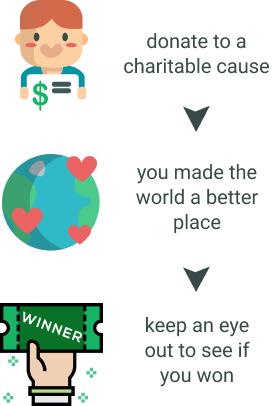 $
donate to a
charitable cause
you made the
world a better
place
WINNER
keep an eye
out to see if
you won